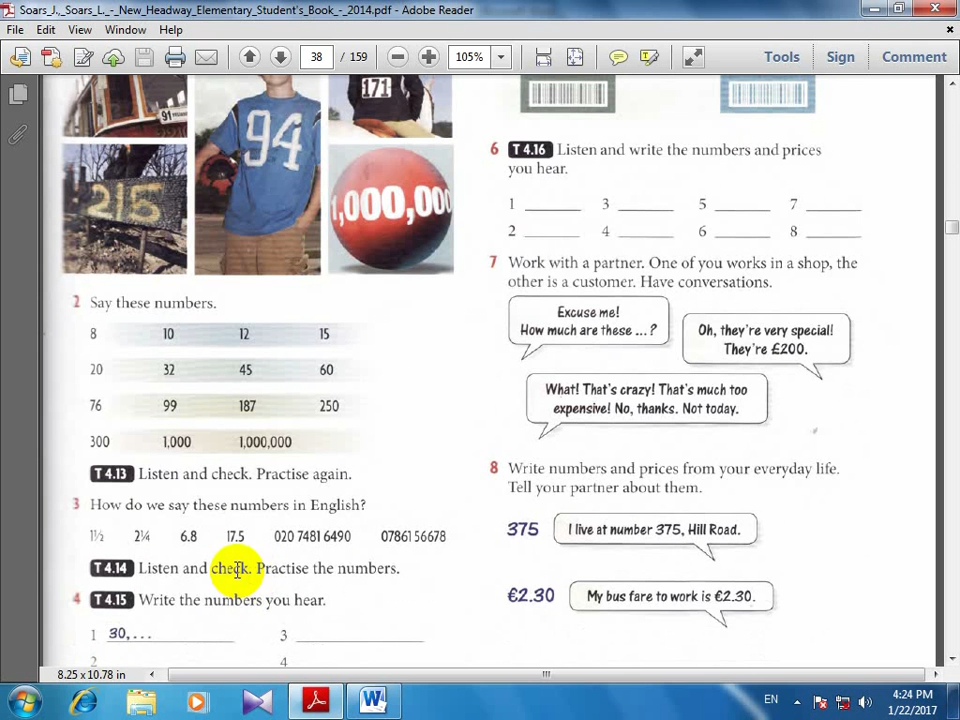 Soars_J.,_Soars_L._-_New_Headway_Elementary_Student's_Book_-_2014.pdf - Adobe Reader
File Edit View Window Help
38 / 159 105% Tools Sign Comment
91
94
171
215
1,000,000
2 Say these numbers.
8 10 12 15
20 32 45 60
76 99 187 250
300 1,000 1,000,000
T 4.13 Listen and check. Practise again.
3 How do we say these numbers in English?
1½ 2¼ 6.8 17.5 020 7481 6490 07861 56678
T 4.14 Listen and check. Practise the numbers.
4 T 4.15 Write the numbers you hear.
1 30, ... 3
2 4
6 T 4.16 Listen and write the numbers and prices
you hear.
1 3 5 7
2 4 6 8
7 Work with a partner. One of you works in a shop, the
other is a customer. Have conversations.
Excuse me!
How much are these ...?
Oh, they're very special!
They're £200.
What! That's crazy! That's much too
expensive! No, thanks. Not today.
8 Write numbers and prices from your everyday life.
Tell your partner about them.
375 I live at number 375, Hill Road.
€2.30 My bus fare to work is €2.30.
8.25 x 10.78 in
EN 4:24 PM
1/22/2017